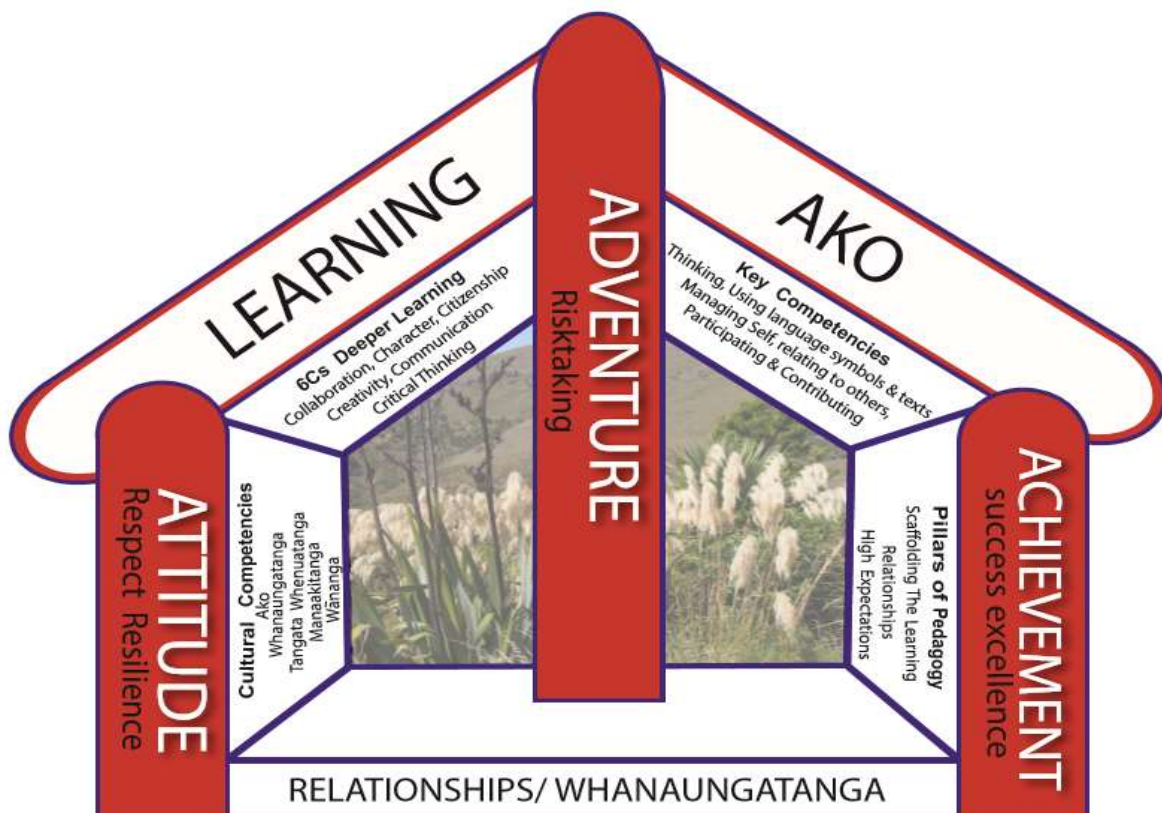 LEARNING
AKO
ADVENTURE
Risktaking
6Cs Deeper Learning
Collaboration, Character, Citizenship
Creativity, Communication
Critical Thinking
Key Competencies
Thinking, Using language symbols & texts
Managing Self, relating to others,
Participating & Contributing
ATTITUDE
Respect Resilience
Cultural Competencies
Ako
Whanaungatanga
Tangata Whenuatanga
Manaakitanga
Wānanga
Pillars of Pedagogy
Scaffolding The Learning
Relationships
High Expectations
ACHIEVEMENT
success excellence
RELATIONSHIPS/ WHANAUNGATANGA